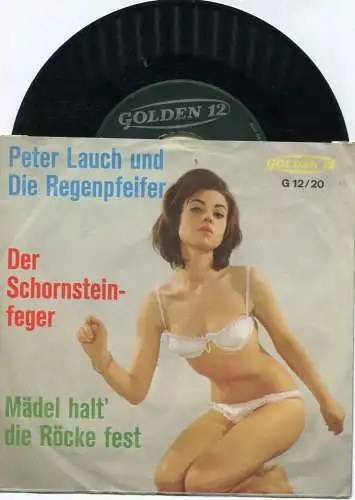 GOLDEN 12
Peter Lauch und
Die Regenpfeifer
GOLDEN 12
G 12/20
Der
Schornstein-
feger
Mädel halt'
die Röcke fest